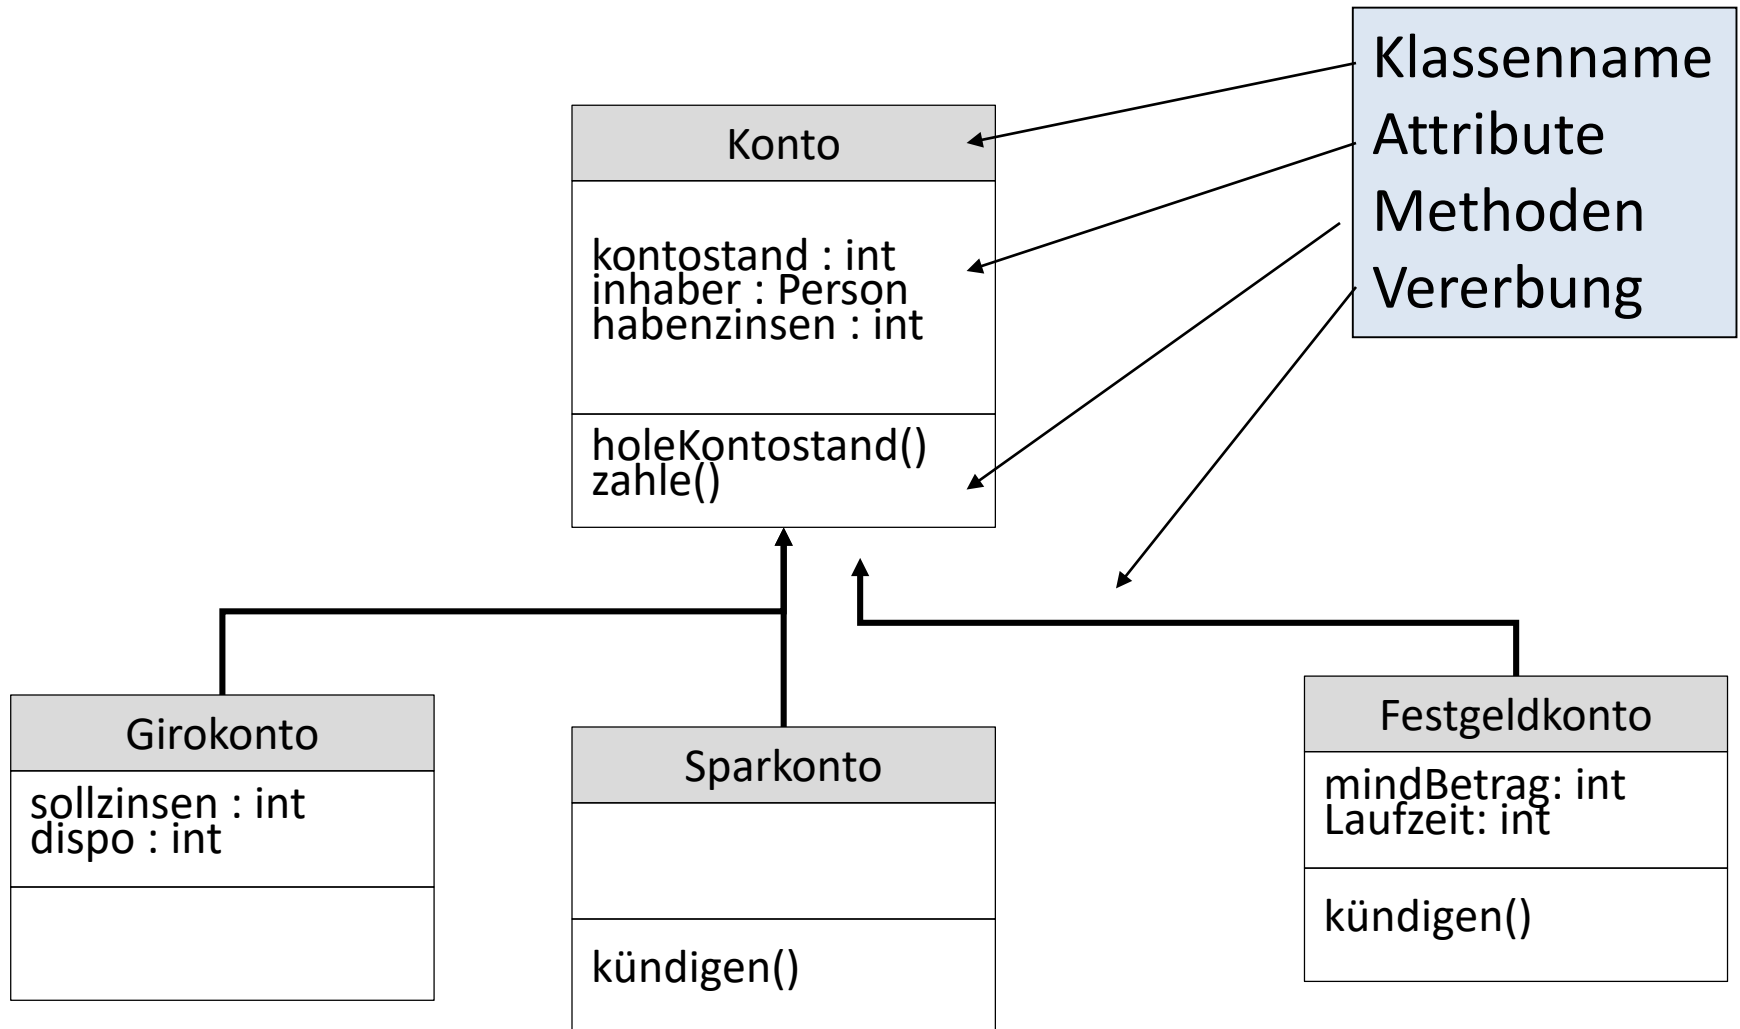 Klassenname
Attribute
Methoden
Vererbung
Konto
kontostand : int
inhaber : Person
habenzinsen : int
holeKontostand()
zahle()
Girokonto
sollzinsen : int
dispo : int
Sparkonto
kündigen()
Festgeldkonto
mindBetrag: int
Laufzeit: int
kündigen()